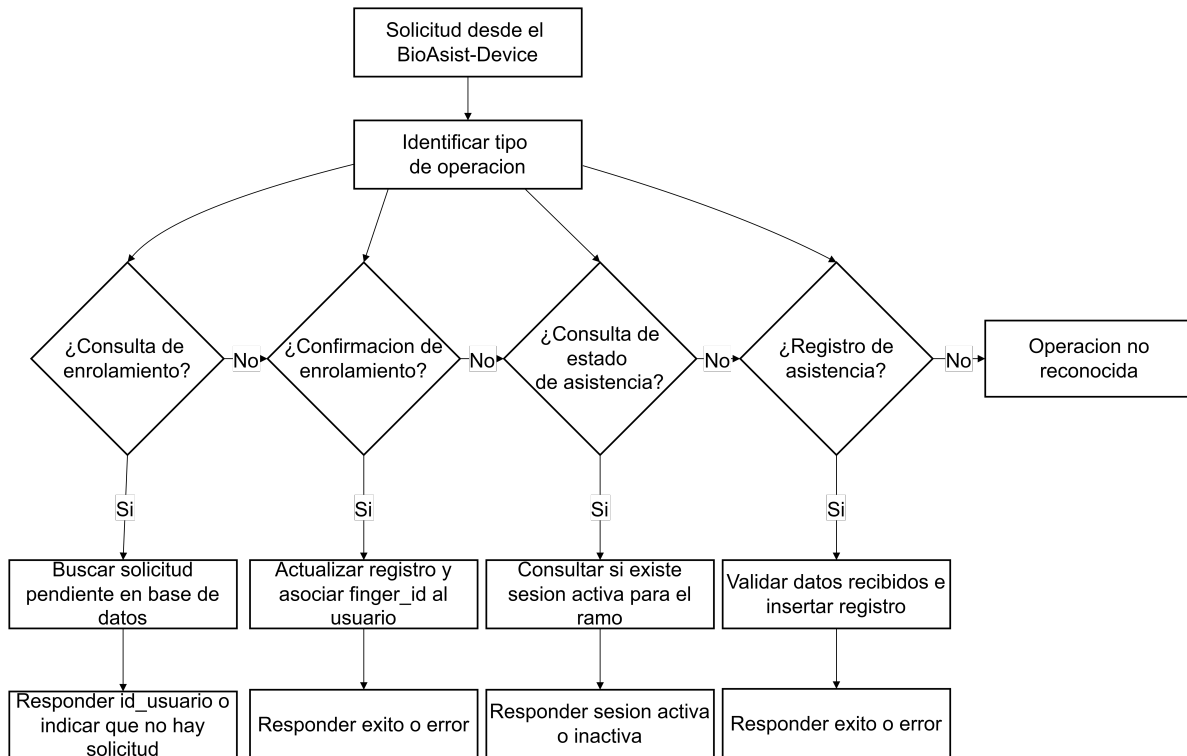 Solicitud desde el
BioAsist-Device
Identificar tipo
de operacion
¿Consulta de
enrolamiento?
No
¿Confirmacion de
enrolamiento?
No
¿Consulta de
estado
de asistencia?
No
¿Registro de
asistencia?
No
Operacion no
reconocida
Si
Si
Si
Si
Buscar solicitud
pendiente en base de
datos
Actualizar registro y
asociar finger_id al
usuario
Consultar si existe
sesion activa para el
ramo
Validar datos recibidos e
insertar registro
Responder id_usuario o
indicar que no hay
solicitud
Responder exito o error
Responder sesion activa
o inactiva
Responder exito o error